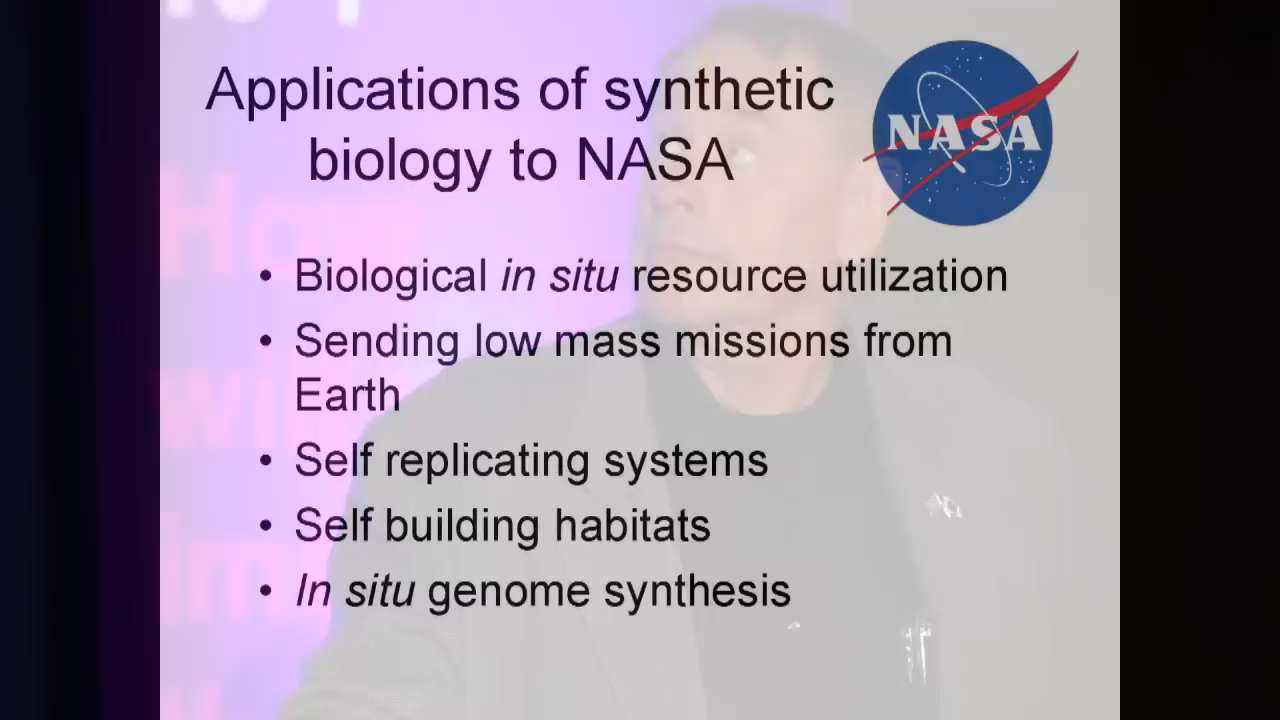 Applications of synthetic
biology to NASA
NASA
• Biological in situ resource utilization
• Sending low mass missions from
Earth
• Self replicating systems
• Self building habitats
• In situ genome synthesis
How